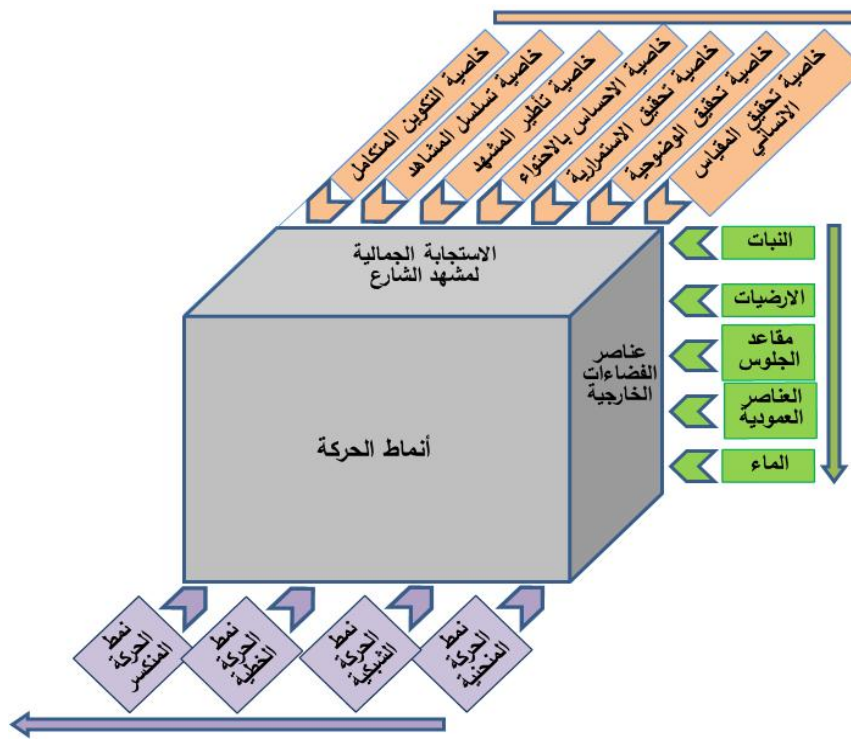 خاصية التكوين المتكامل
خاصية تسلسل المشاهد
خاصية تأطير المشهد
خاصية الاحساس بالاحتواء
خاصية تحقيق الاستمرارية
خاصية تحقيق الوضوحية
خاصية تحقيق المقياس
الانساني
الاستجابة الجمالية
لمشهد الشارع
عناصر
الفضاءات
الخارجية
أنماط الحركة
النبات
الارضيات
مقاعد
الجلوس
العناصر
العمودية
الماء
نمط
الحركة
المنكسر
نمط
الحركة
الخطية
نمط
الحركة
الشبكية
نمط
الحركة
المنحنية